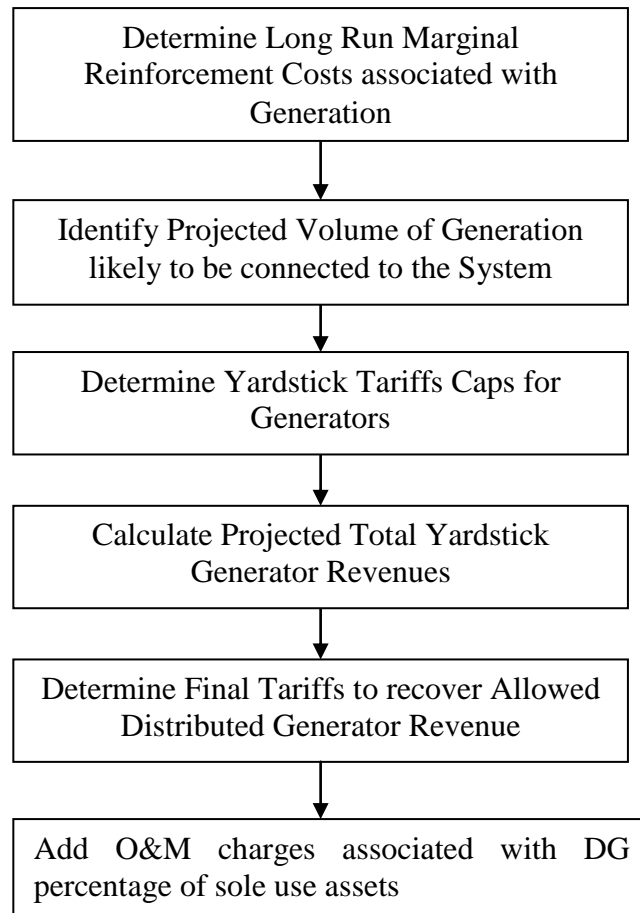 Determine Long Run Marginal
Reinforcement Costs associated with
Generation
Identify Projected Volume of Generation
likely to be connected to the System
Determine Yardstick Tariffs Caps for
Generators
Calculate Projected Total Yardstick
Generator Revenues
Determine Final Tariffs to recover Allowed
Distributed Generator Revenue
Add O&M charges associated with DG
percentage of sole use assets